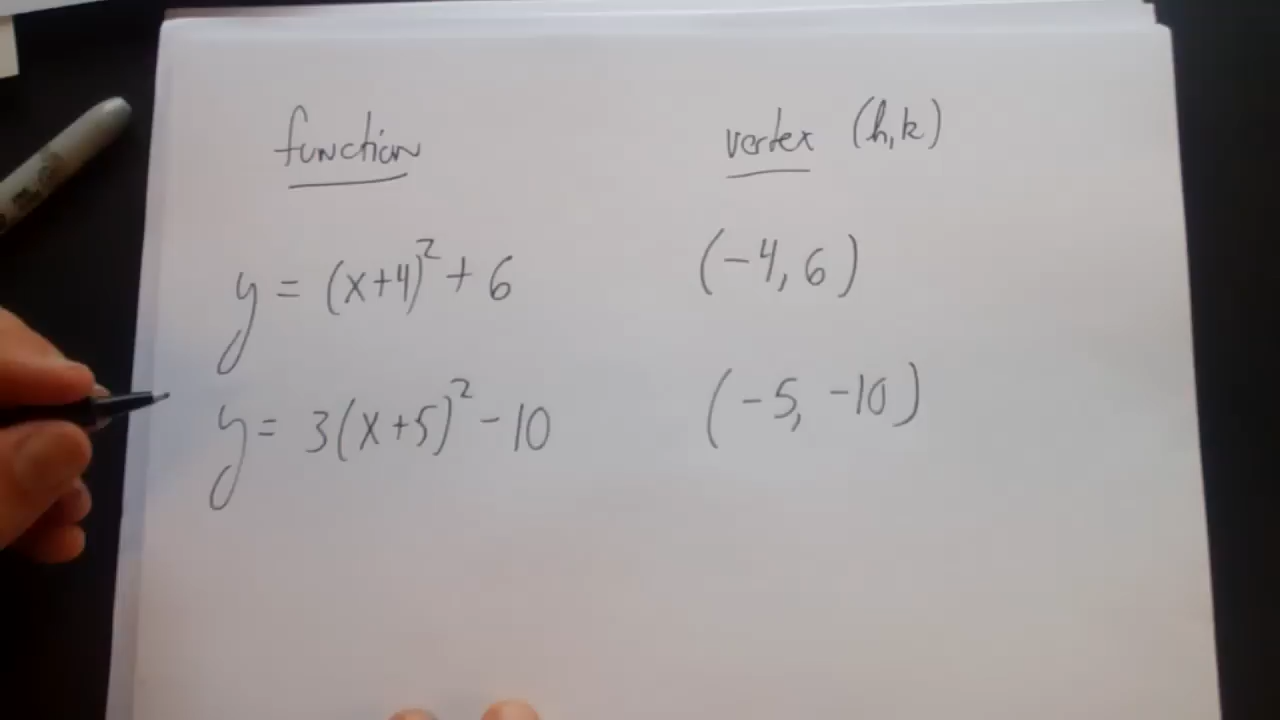 function vertex (h,k)
y = (x+4)² + 6 (-4, 6)
y = 3(x+5)² - 10 (-5, -10)